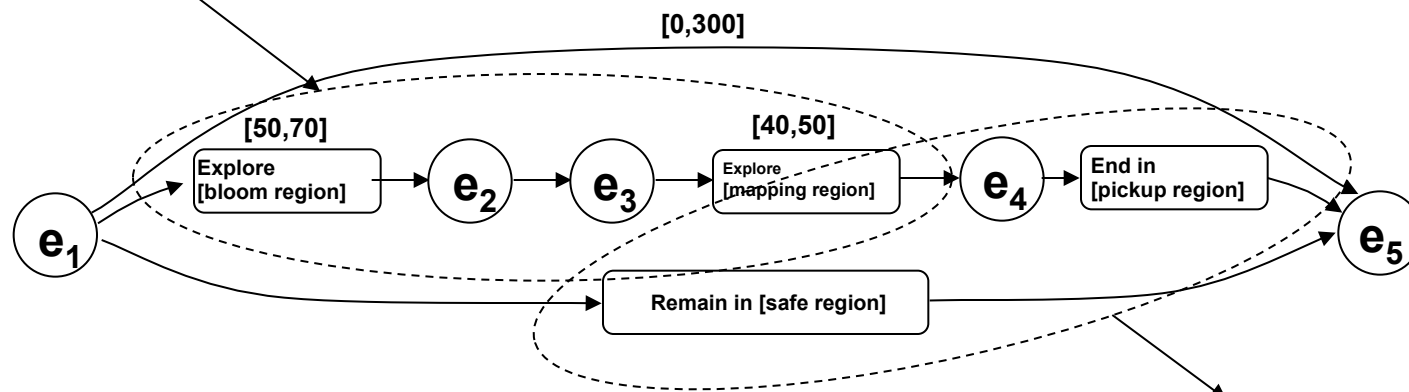 [0,300]
[50,70]
[40,50]
Explore
[bloom region]
e2
e3
Explore
[mapping region]
e4
End in
[pickup region]
e1
e5
Remain in [safe region]